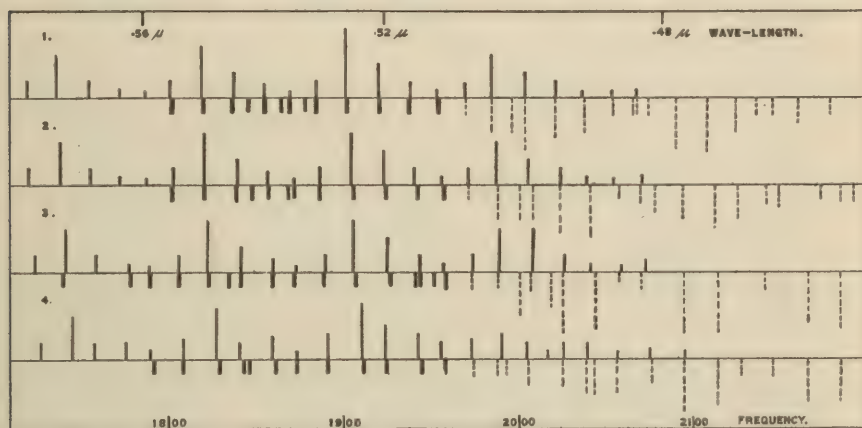 ·56 μ ·52 μ ·48 μ WAVE-LENGTH.
1.
2.
3.
4.
18|00 19|00 20|00 21|00 FREQUENCY.